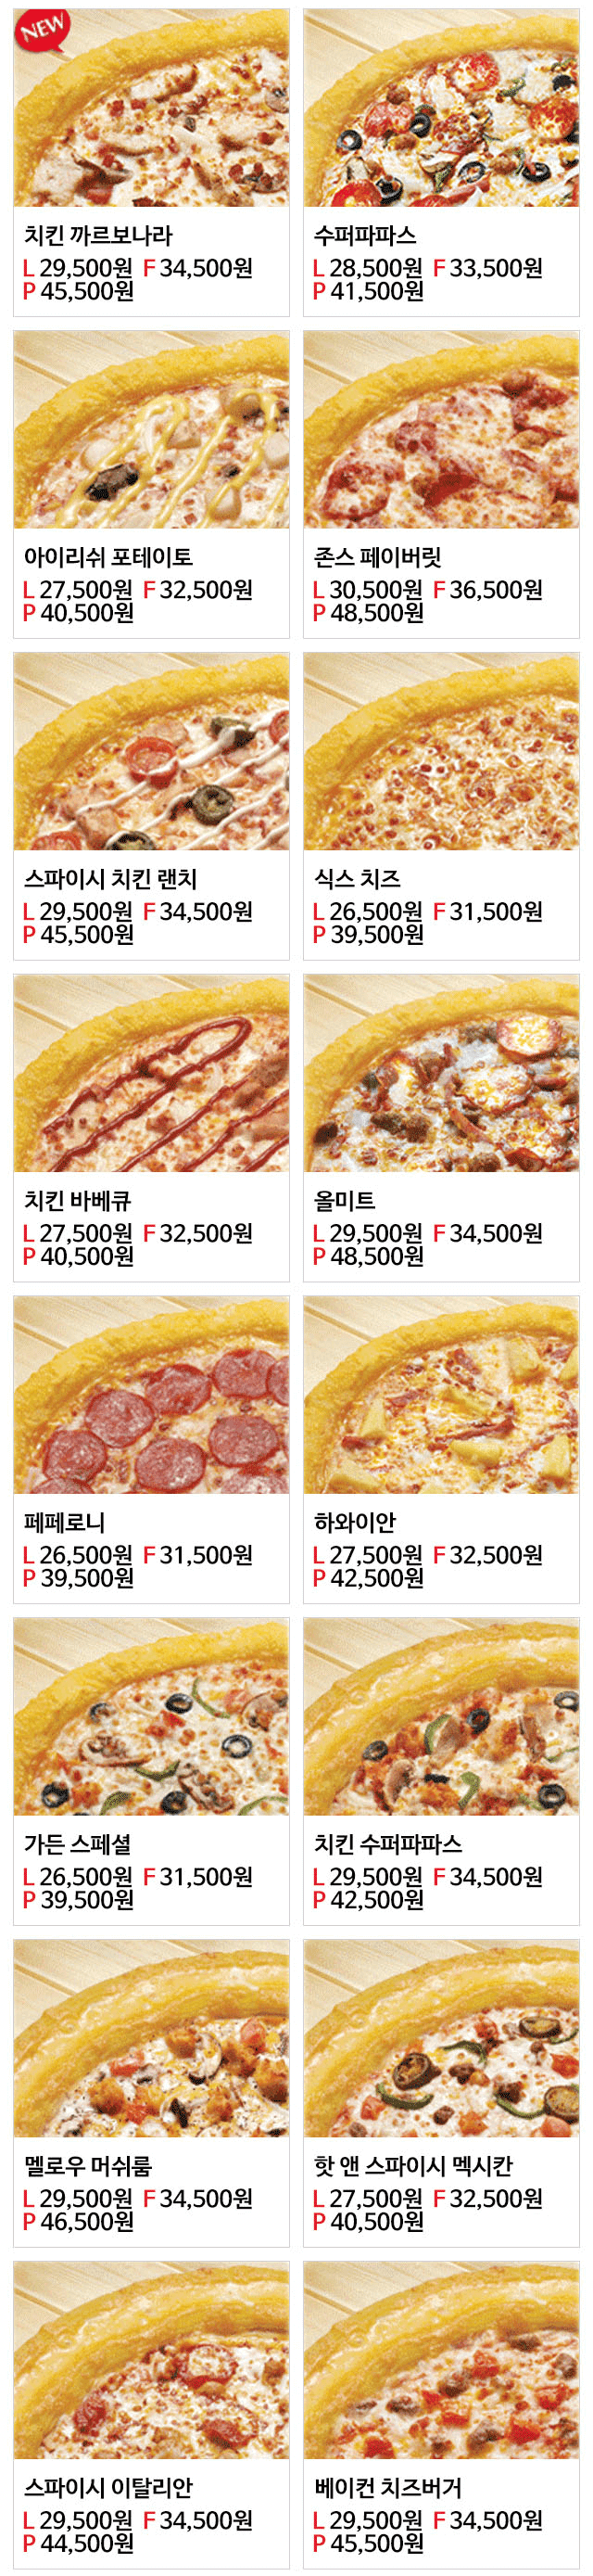 NEW
치킨 까르보나라
L 29,500원 F 34,500원
P 45,500원
수퍼파파스
L 28,500원 F 33,500원
P 41,500원
아이리쉬 포테이토
L 27,500원 F 32,500원
P 40,500원
존스 페이버릿
L 30,500원 F 36,500원
P 48,500원
스파이시 치킨 랜치
L 29,500원 F 34,500원
P 45,500원
식스 치즈
L 26,500원 F 31,500원
P 39,500원
치킨 바베큐
L 27,500원 F 32,500원
P 40,500원
올미트
L 29,500원 F 34,500원
P 48,500원
페페로니
L 26,500원 F 31,500원
P 39,500원
하와이안
L 27,500원 F 32,500원
P 42,500원
가든 스페셜
L 26,500원 F 31,500원
P 39,500원
치킨 수퍼파파스
L 29,500원 F 34,500원
P 42,500원
멜로우 머쉬룸
L 29,500원 F 34,500원
P 46,500원
핫 앤 스파이시 멕시칸
L 27,500원 F 32,500원
P 40,500원
스파이시 이탈리안
L 29,500원 F 34,500원
P 44,500원
베이컨 치즈버거
L 29,500원 F 34,500원
P 45,500원